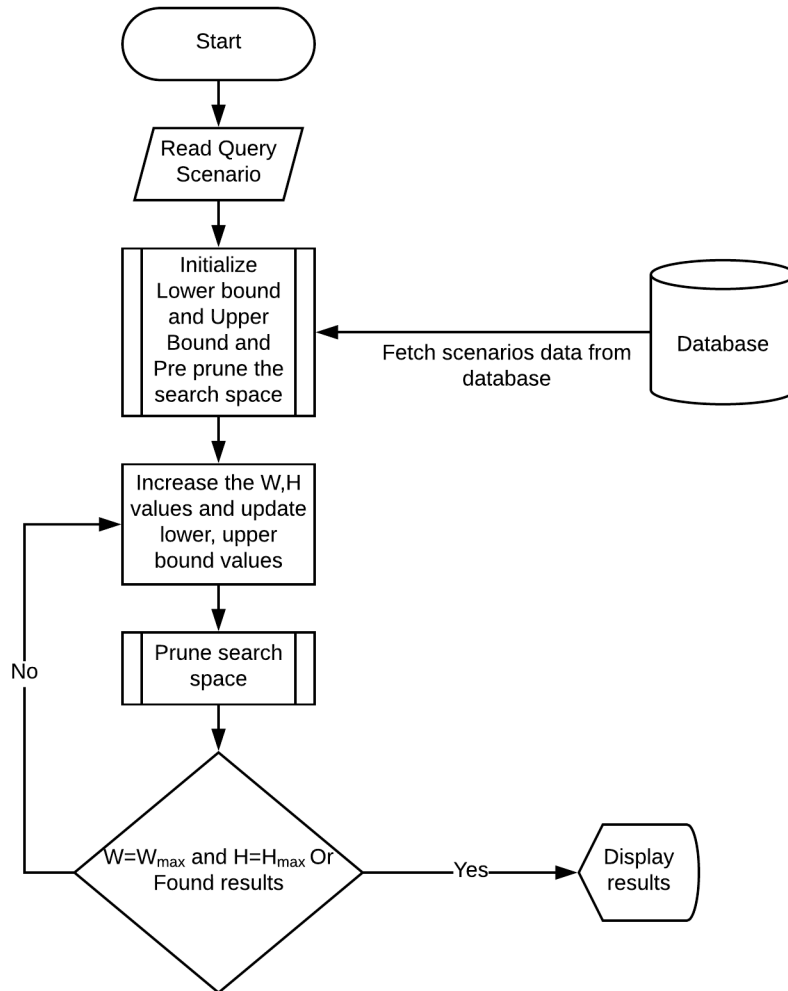 Start
Read Query
Scenario
Initialize
Lower bound
and Upper
Bound and
Pre prune the
search space
Fetch scenarios data from
database
Database
Increase the W,H
values and update
lower, upper
bound values
Prune search
space
No
W=Wmax and H=Hmax Or
Found results
Yes
Display
results